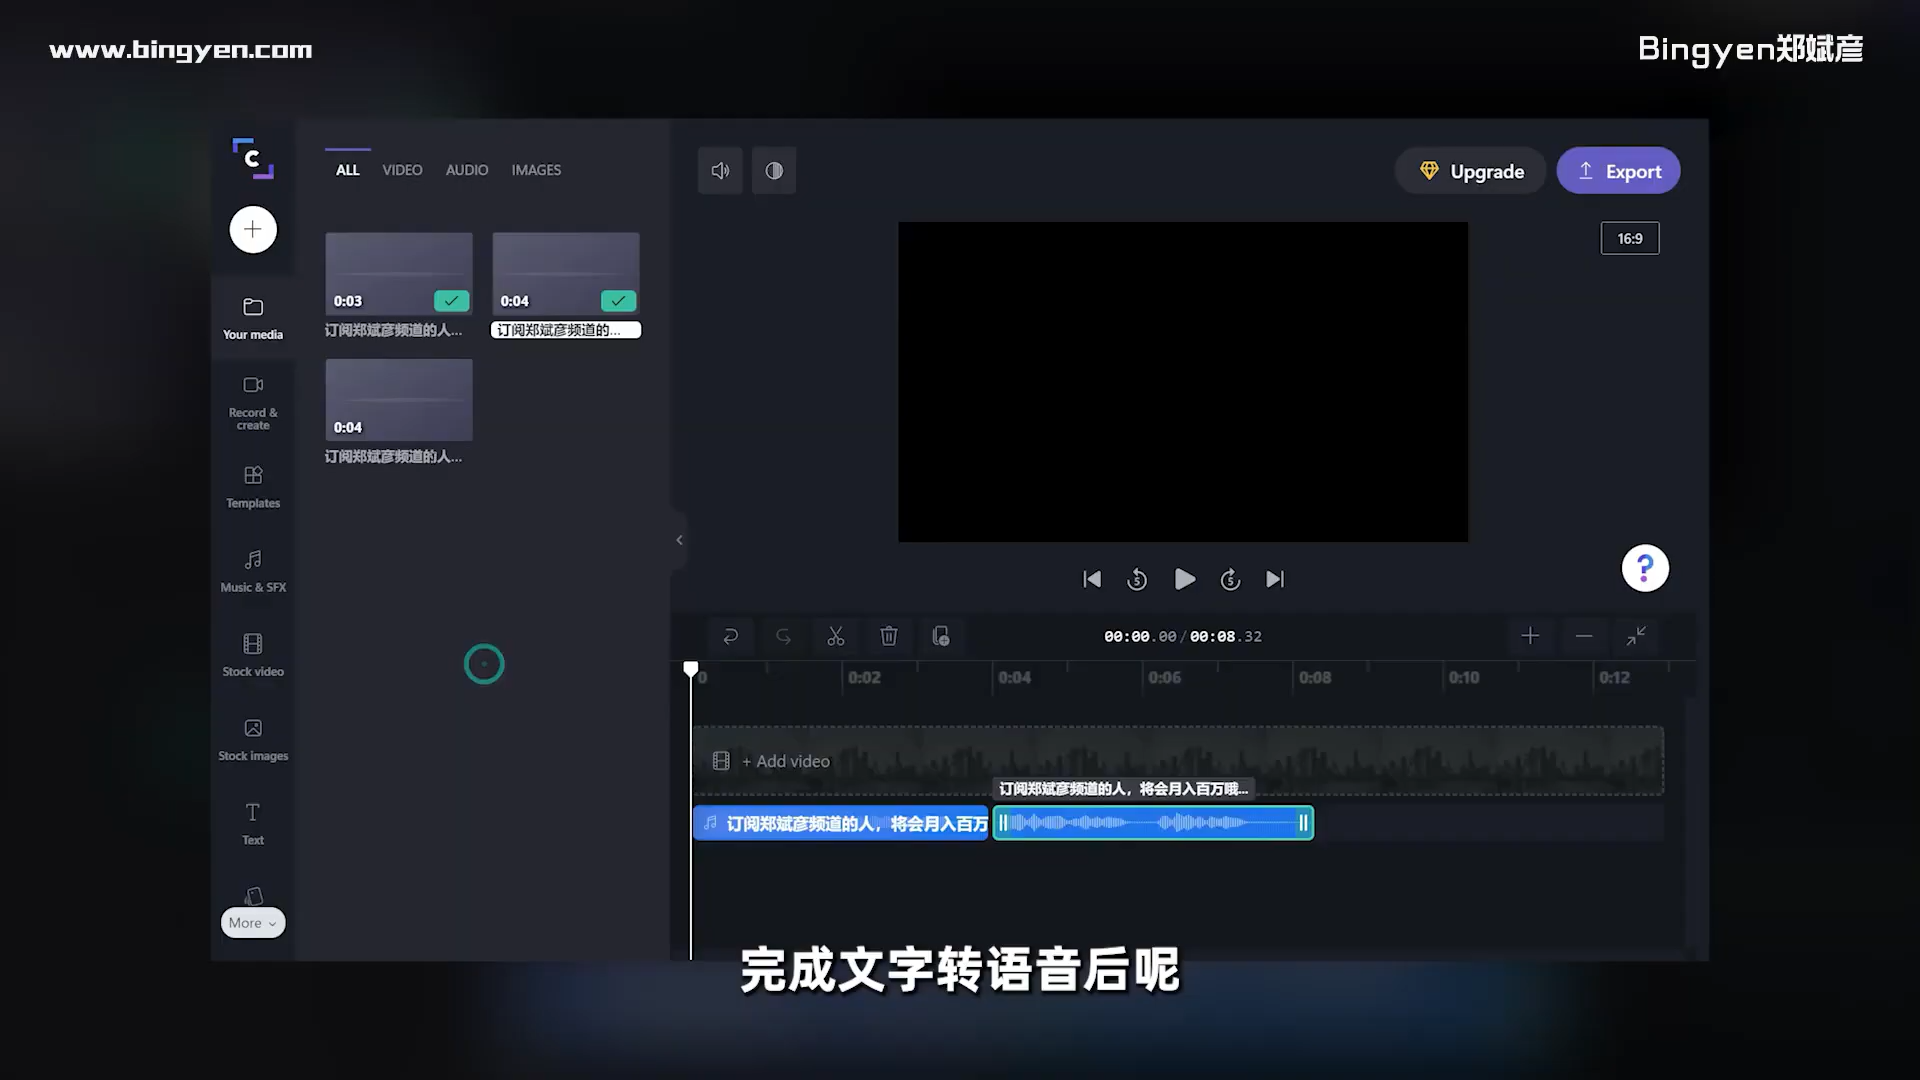 www.bingyen.com
Bingyen郑斌彦
C
ALL VIDEO AUDIO IMAGES
Upgrade
Export
16:9
0:03
0:04
订阅郑斌彦频道的人...
订阅郑斌彦频道的...
0:04
订阅郑斌彦频道的人...
Your media
Record & create
Templates
Music & SFX
Stock video
Stock images
Text
More
5
5
?
00:00.00/00:08.32
0
0:02
0:04
0:06
0:08
0:10
0:12
+ Add video
订阅郑斌彦频道的人，将会月入百万哦...
订阅郑斌彦频道的人，将会月入百万
完成文字转语音后呢